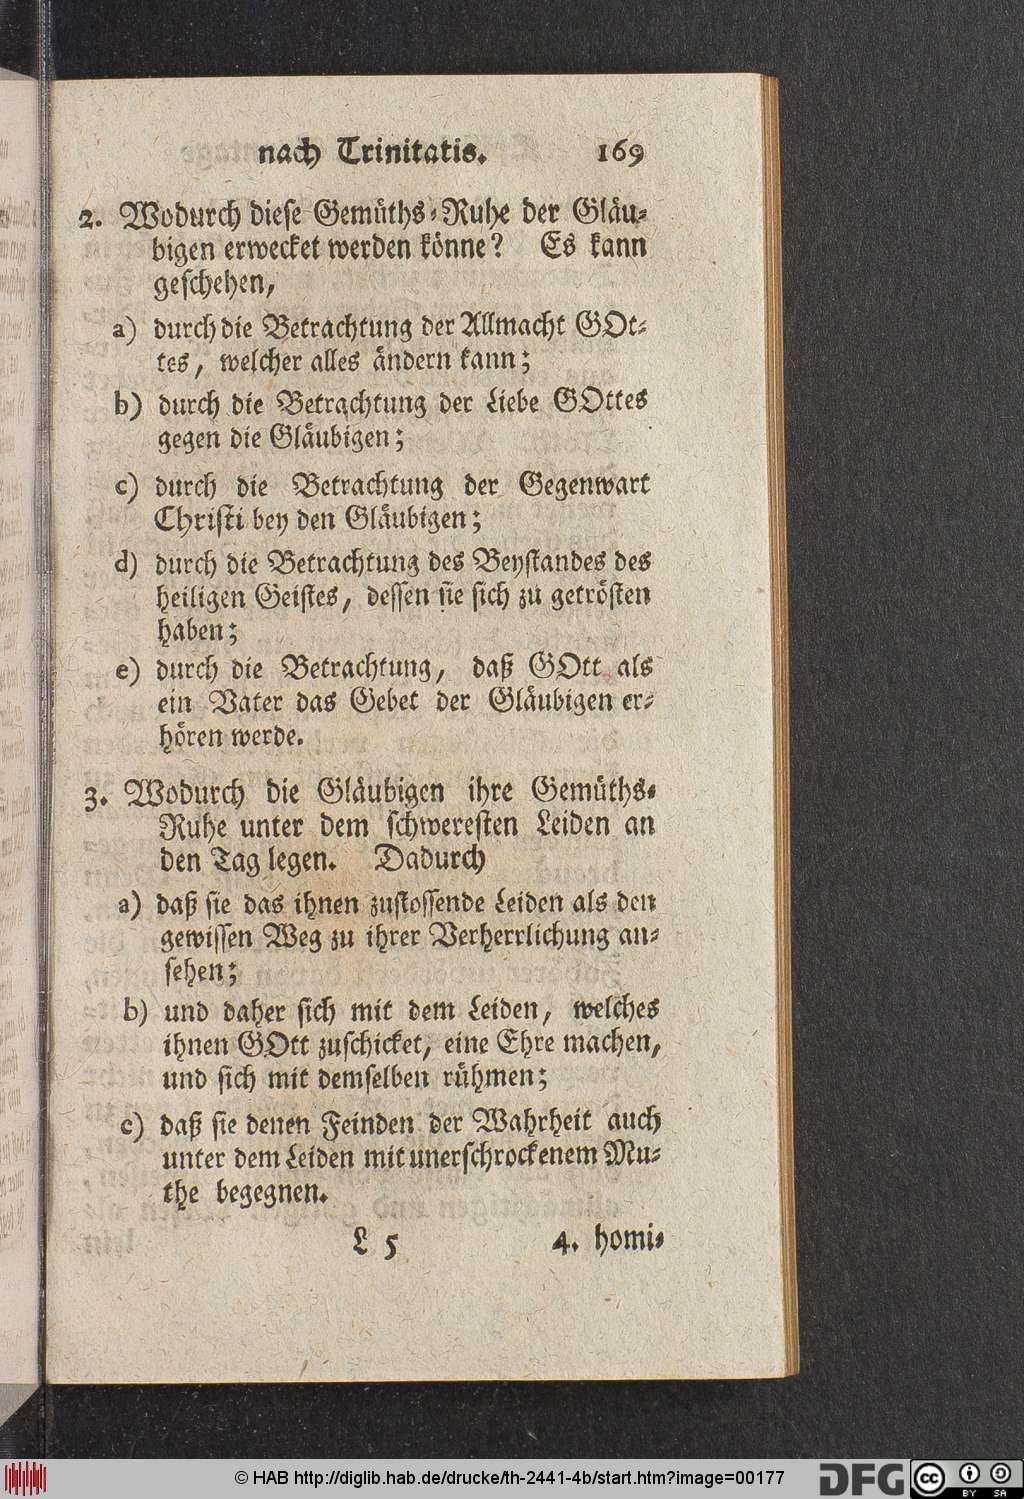 nach Trinitatis. 169
2. Wodurch diese Gemüths-Ruhe der Gläu-
bigen erwecket werden könne? Es kann
geschehen,
a) durch die Betrachtung der Allmacht GOt-
tes, welcher alles ändern kann;
b) durch die Betrachtung der Liebe GOttes
gegen die Gläubigen;
c) durch die Betrachtung der Gegenwart
Christi bey den Gläubigen;
d) durch die Betrachtung des Beystandes des
heiligen Geistes, dessen sie sich zu getrösten
haben;
e) durch die Betrachtung, daß GOtt als
ein Vater das Gebet der Gläubigen er-
hören werde.
3. Wodurch die Gläubigen ihre Gemüths-
Ruhe unter dem schweresten Leiden an
den Tag legen. Dadurch
a) daß sie das ihnen zustossende Leiden als den
gewissen Weg zu ihrer Verherrlichung an-
sehen;
b) und daher sich mit dem Leiden, welches
ihnen GOtt zuschicket, eine Ehre machen,
und sich mit demselben rühmen;
c) daß sie denen Feinden der Wahrheit auch
unter dem Leiden mit unerschrockenem Mu-
the begegnen.
L 5 4. homi-
© HAB http://diglib.hab.de/drucke/th-2441-4b/start.htm?image=00177
DFG cc BY SA